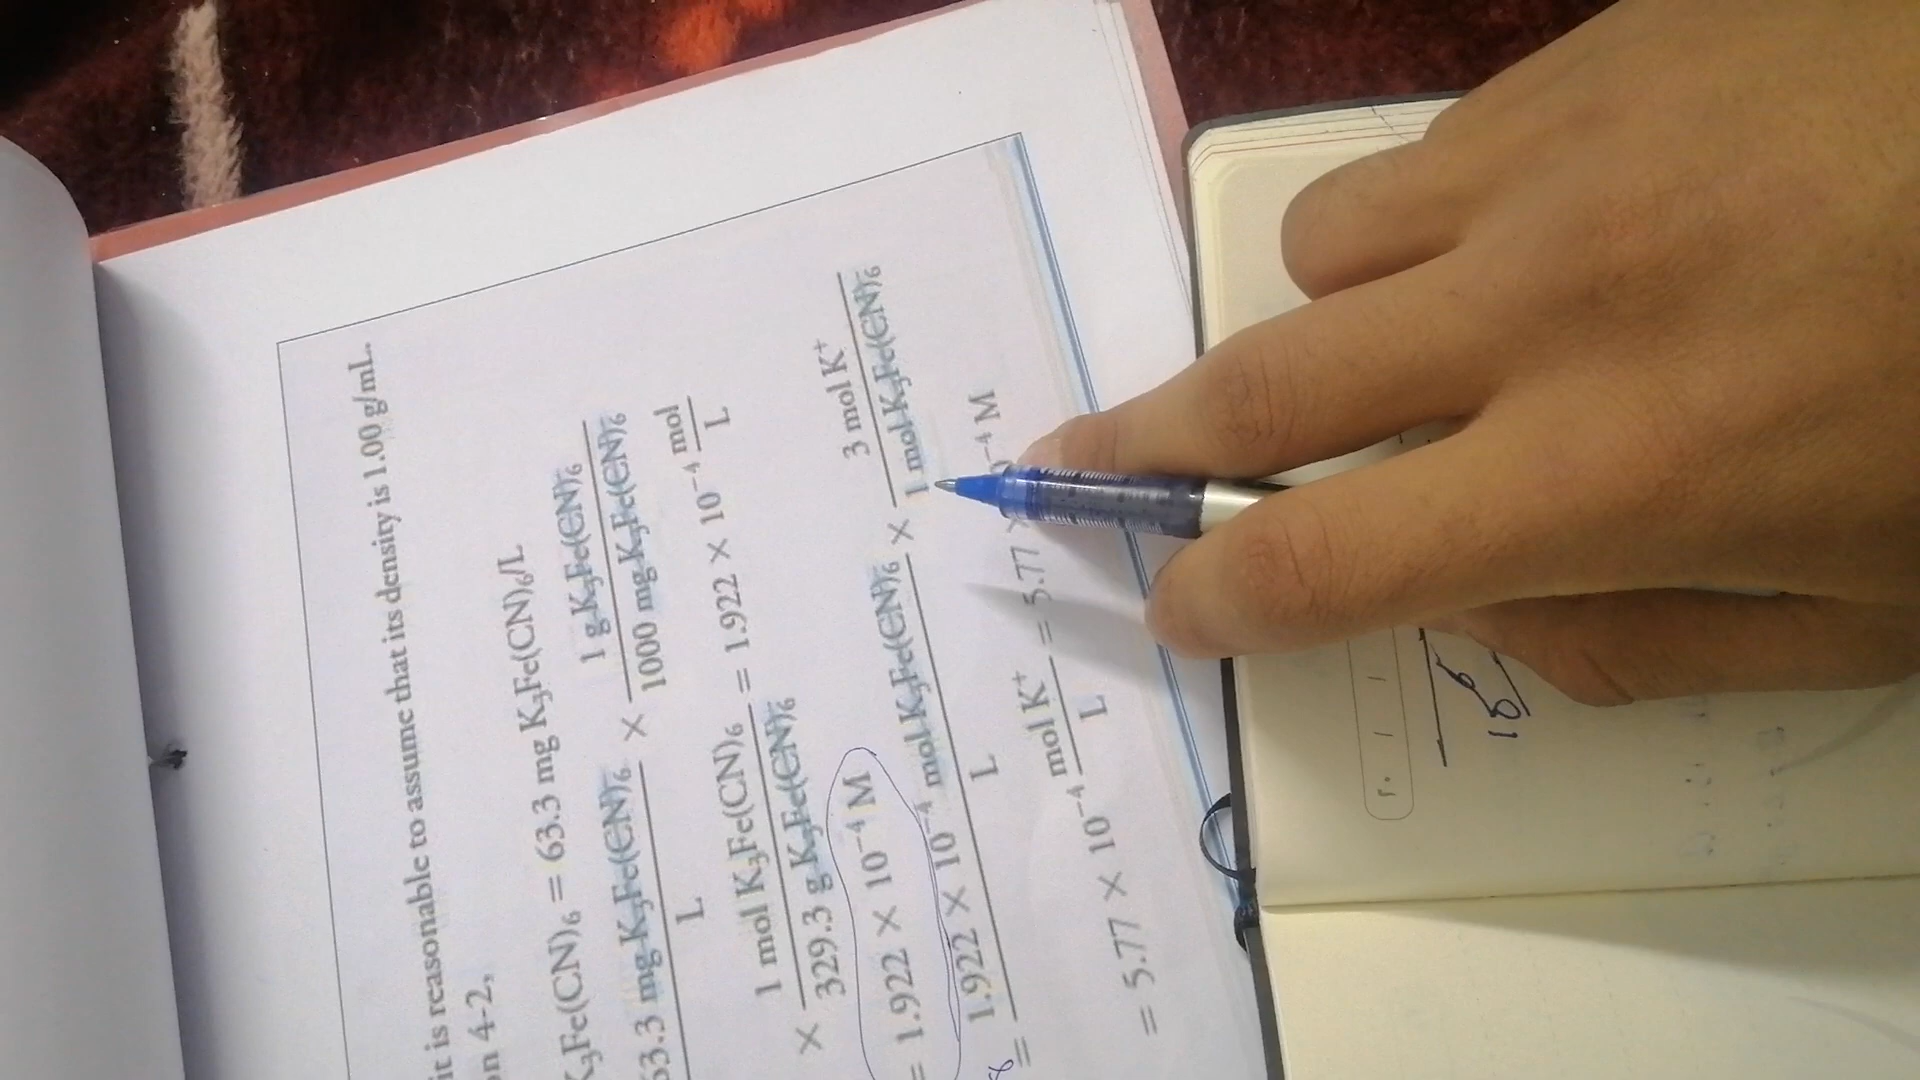 it is reasonable to assume that its density is 1.00 g/mL.
on 4-2,
K₃Fe(CN)₆ = 63.3 mg K₃Fe(CN)₆/L
63.3 mg K₃Fe(CN)₆ / L × 1 g K₃Fe(CN)₆ / 1000 mg K₃Fe(CN)₆
× 1 mol K₃Fe(CN)₆ / 329.3 g K₃Fe(CN)₆ = 1.922 × 10⁻⁴ mol / L
= 1.922 × 10⁻⁴ M
= 1.922 × 10⁻⁴ mol K₃Fe(CN)₆ / L × 3 mol K⁺ / 1 mol K₃Fe(CN)₆
= 5.77 × 10⁻⁴ mol K⁺ / L = 5.77 × 0⁻⁴ M